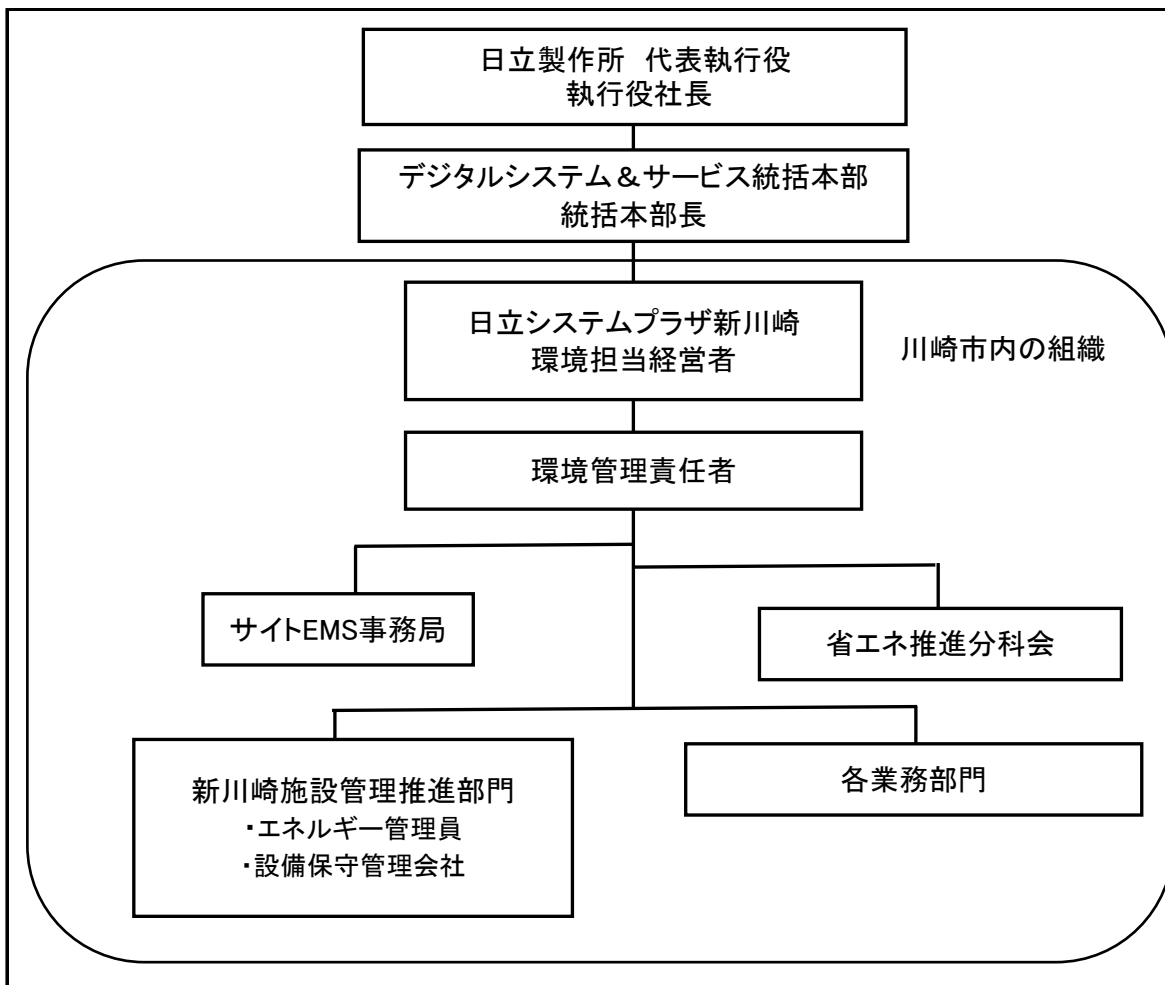 日立製作所 代表執行役
執行役社長
デジタルシステム＆サービス統括本部
統括本部長
日立システムプラザ新川崎
環境担当経営者
川崎市内の組織
環境管理責任者
サイトEMS事務局
省エネ推進分科会
新川崎施設管理推進部門
・エネルギー管理員
・設備保守管理会社
各業務部門